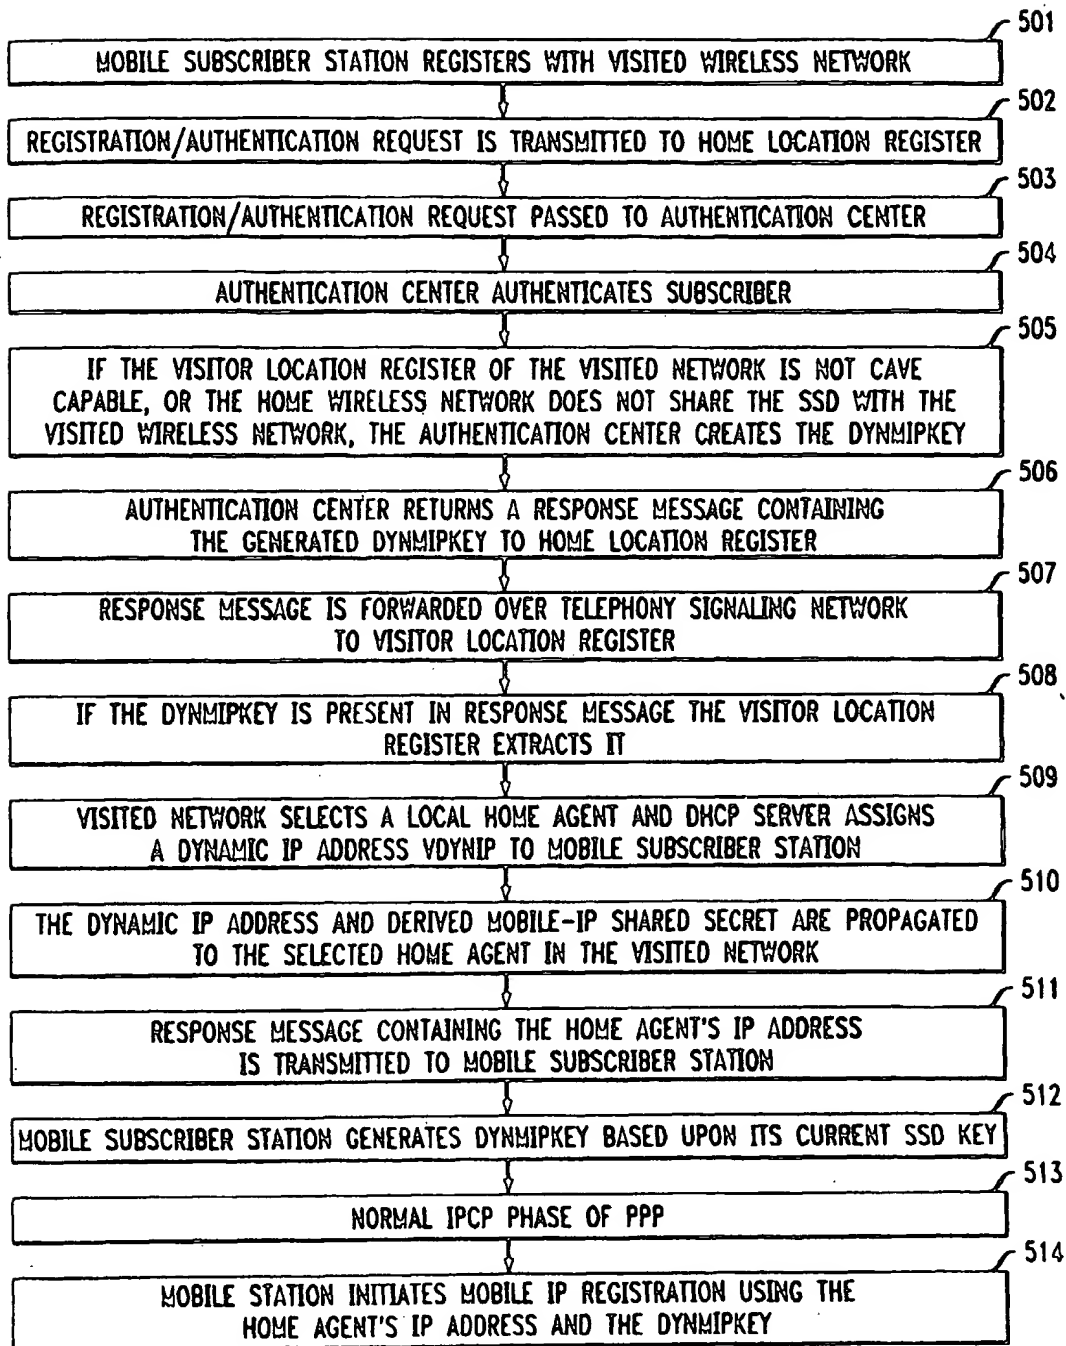 501
MOBILE SUBSCRIBER STATION REGISTERS WITH VISITED WIRELESS NETWORK
502
REGISTRATION/AUTHENTICATION REQUEST IS TRANSMITTED TO HOME LOCATION REGISTER
503
REGISTRATION/AUTHENTICATION REQUEST PASSED TO AUTHENTICATION CENTER
504
AUTHENTICATION CENTER AUTHENTICATES SUBSCRIBER
505
IF THE VISITOR LOCATION REGISTER OF THE VISITED NETWORK IS NOT CAVE
CAPABLE, OR THE HOME WIRELESS NETWORK DOES NOT SHARE THE SSD WITH THE
VISITED WIRELESS NETWORK, THE AUTHENTICATION CENTER CREATES THE DYNMIPKEY
506
AUTHENTICATION CENTER RETURNS A RESPONSE MESSAGE CONTAINING
THE GENERATED DYNMIPKEY TO HOME LOCATION REGISTER
507
RESPONSE MESSAGE IS FORWARDED OVER TELEPHONY SIGNALING NETWORK
TO VISITOR LOCATION REGISTER
508
IF THE DYNMIPKEY IS PRESENT IN RESPONSE MESSAGE THE VISITOR LOCATION
REGISTER EXTRACTS IT
509
VISITED NETWORK SELECTS A LOCAL HOME AGENT AND DHCP SERVER ASSIGNS
A DYNAMIC IP ADDRESS VDYNIP TO MOBILE SUBSCRIBER STATION
510
THE DYNAMIC IP ADDRESS AND DERIVED MOBILE-IP SHARED SECRET ARE PROPAGATED
TO THE SELECTED HOME AGENT IN THE VISITED NETWORK
511
RESPONSE MESSAGE CONTAINING THE HOME AGENT'S IP ADDRESS
IS TRANSMITTED TO MOBILE SUBSCRIBER STATION
512
MOBILE SUBSCRIBER STATION GENERATES DYNMIPKEY BASED UPON ITS CURRENT SSD KEY
513
NORMAL IPCP PHASE OF PPP
514
MOBILE STATION INITIATES MOBILE IP REGISTRATION USING THE
HOME AGENT'S IP ADDRESS AND THE DYNMIPKEY